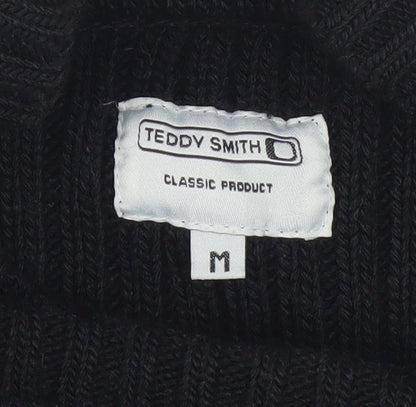 TEDDY SMITH
CLASSIC PRODUCT
M